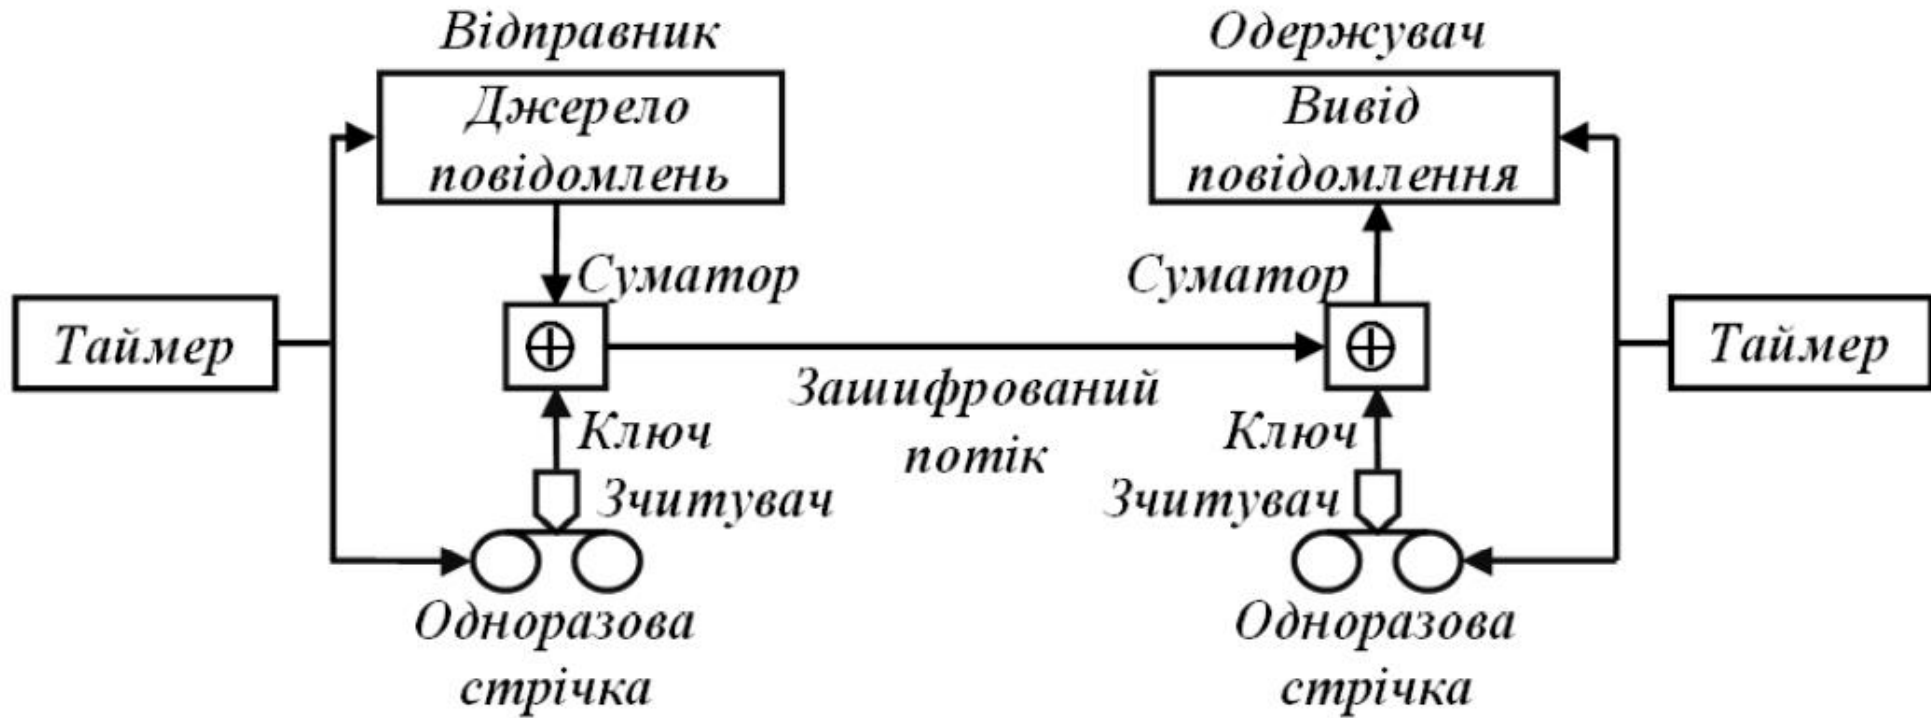 Відправник
Одержувач
Джерело
повідомлень
Вивід
повідомлення
Суматор
Суматор
Таймер
Таймер
Зашифрований
потік
Ключ
Ключ
Зчитувач
Зчитувач
Одноразова
стрічка
Одноразова
стрічка